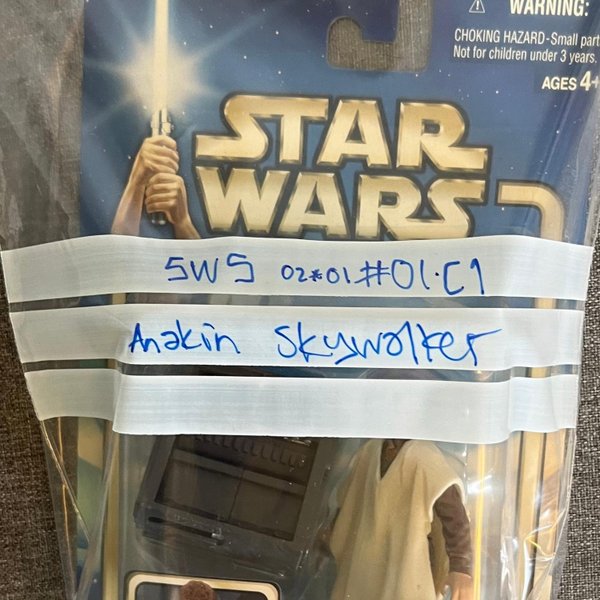 WARNING:
CHOKING HAZARD-Small part
Not for children under 3 years.
AGES 4+
STAR
WARS
SWS 02*01#01.C1
Anakin Skywalker